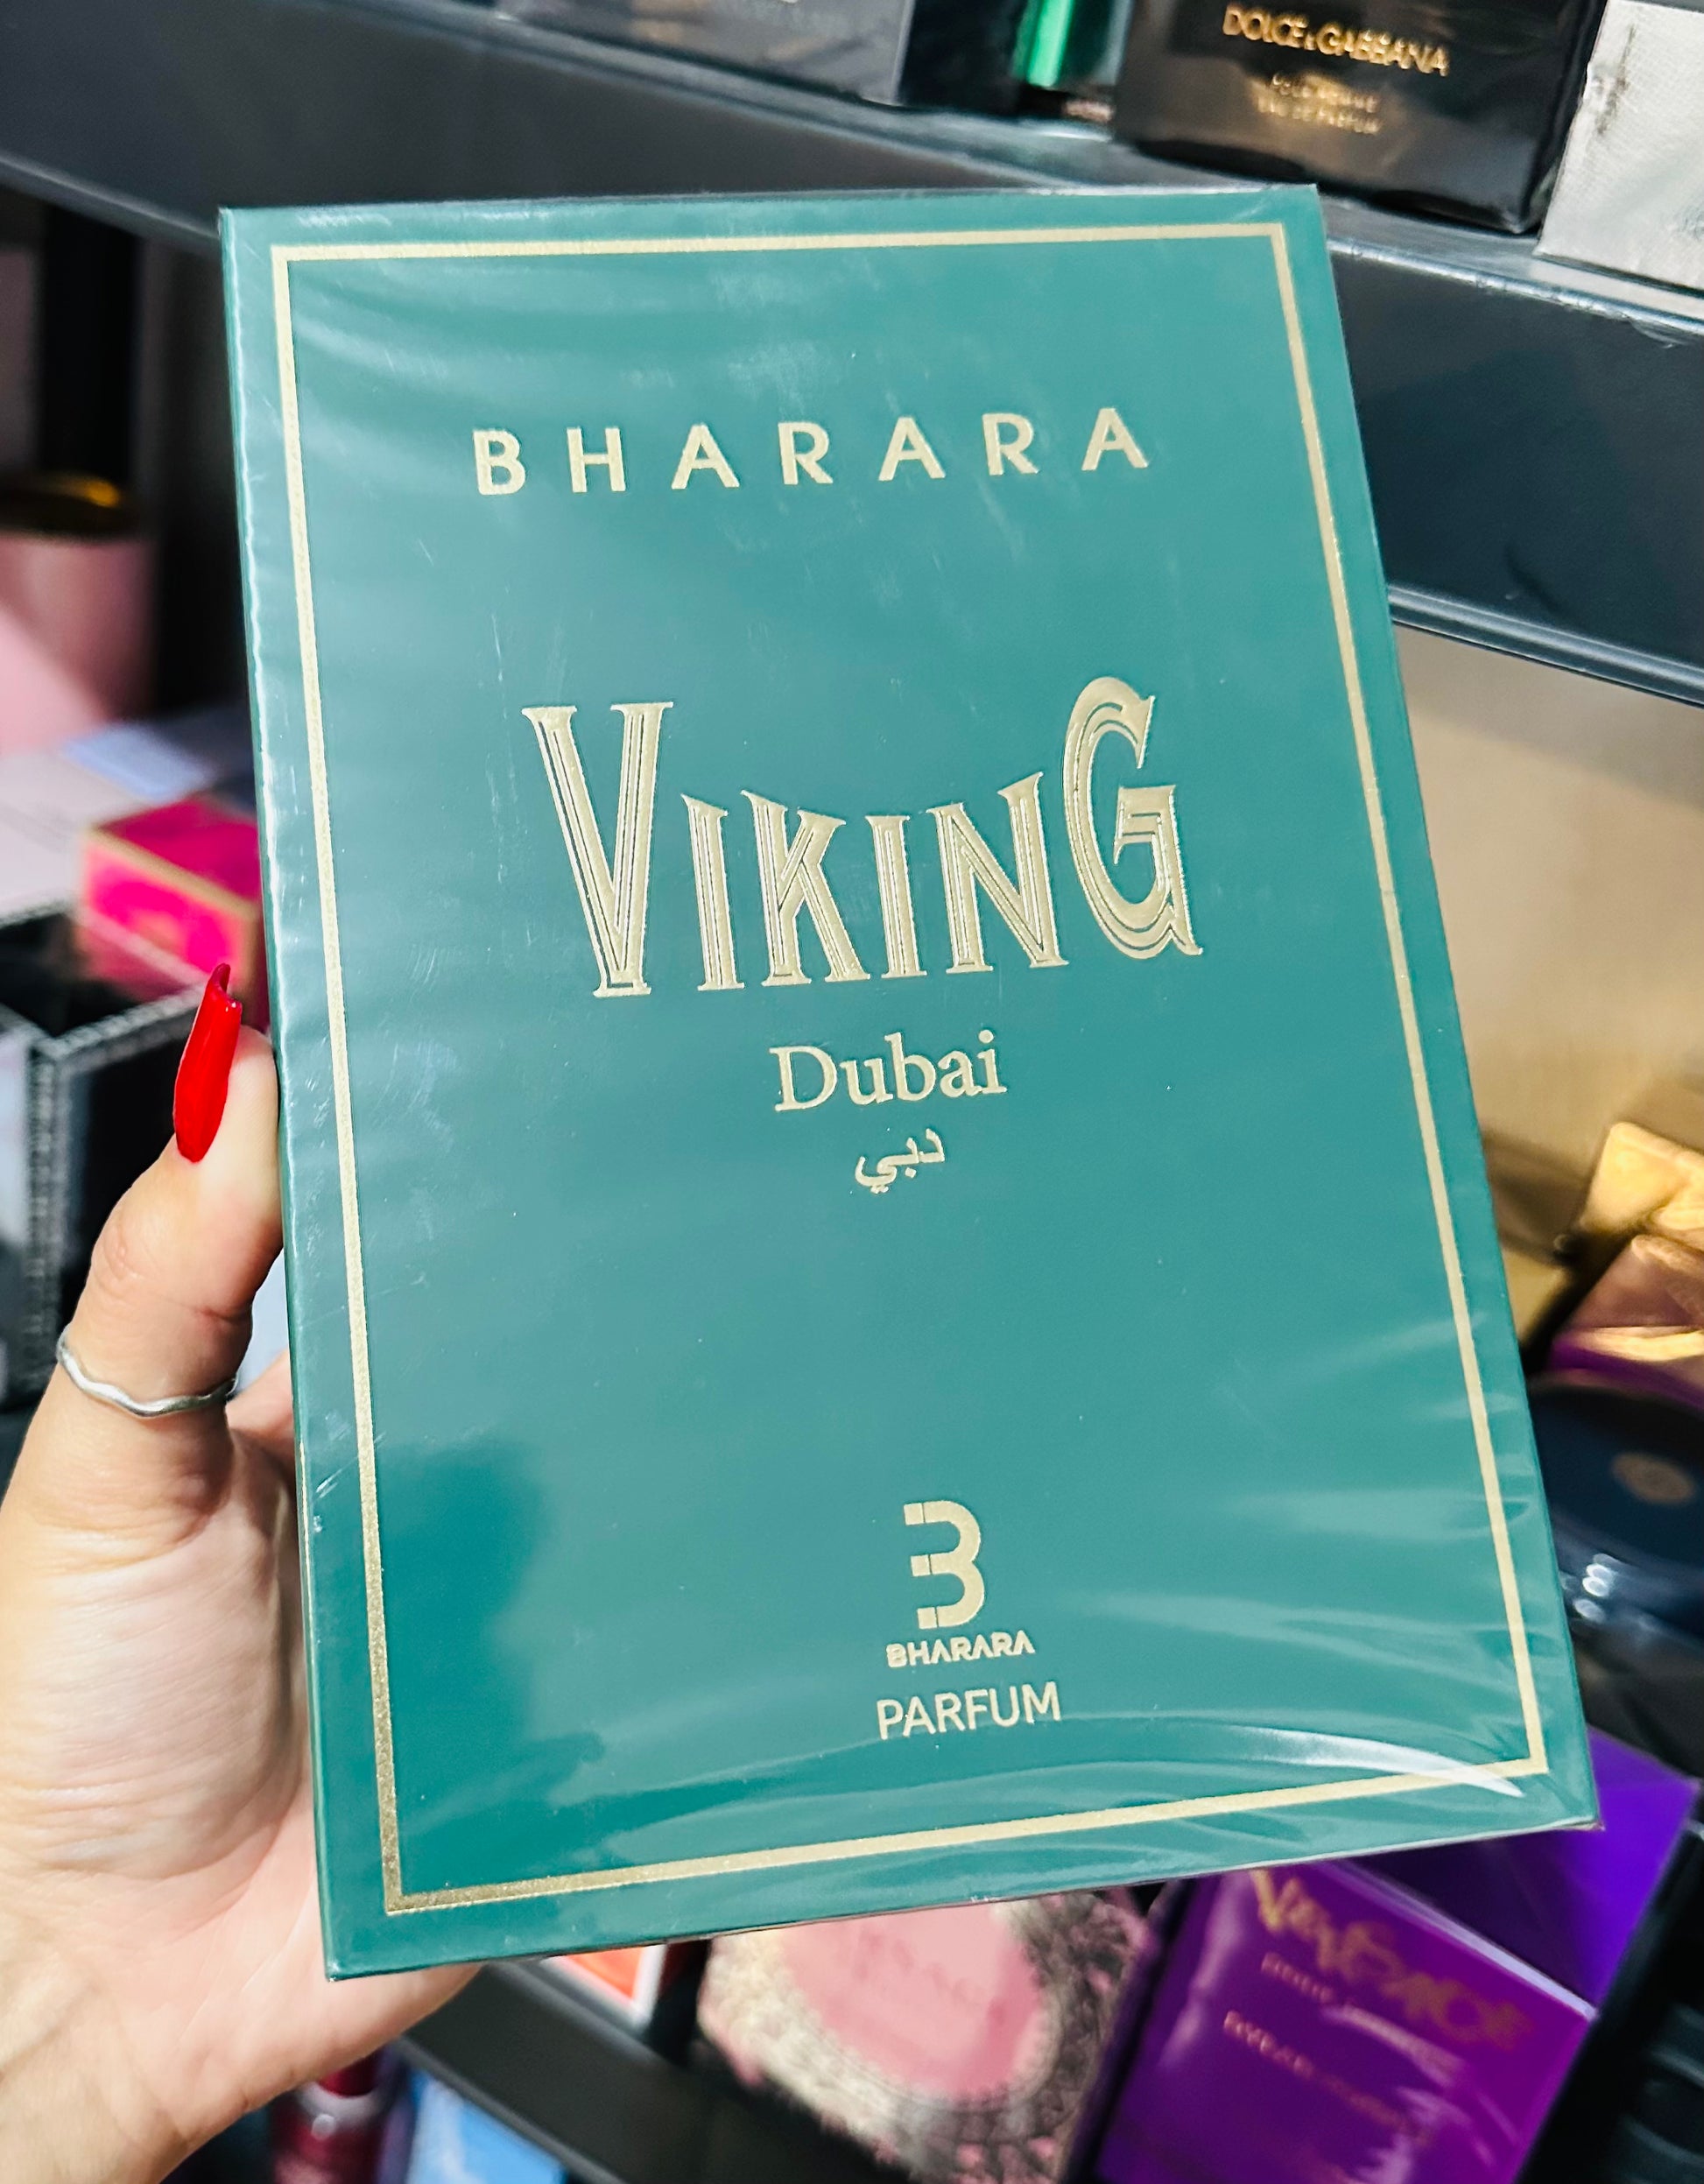 DOLCE & GABBANA
BHARARA
VIKING
Dubai
دبي
BHARARA
PARFUM